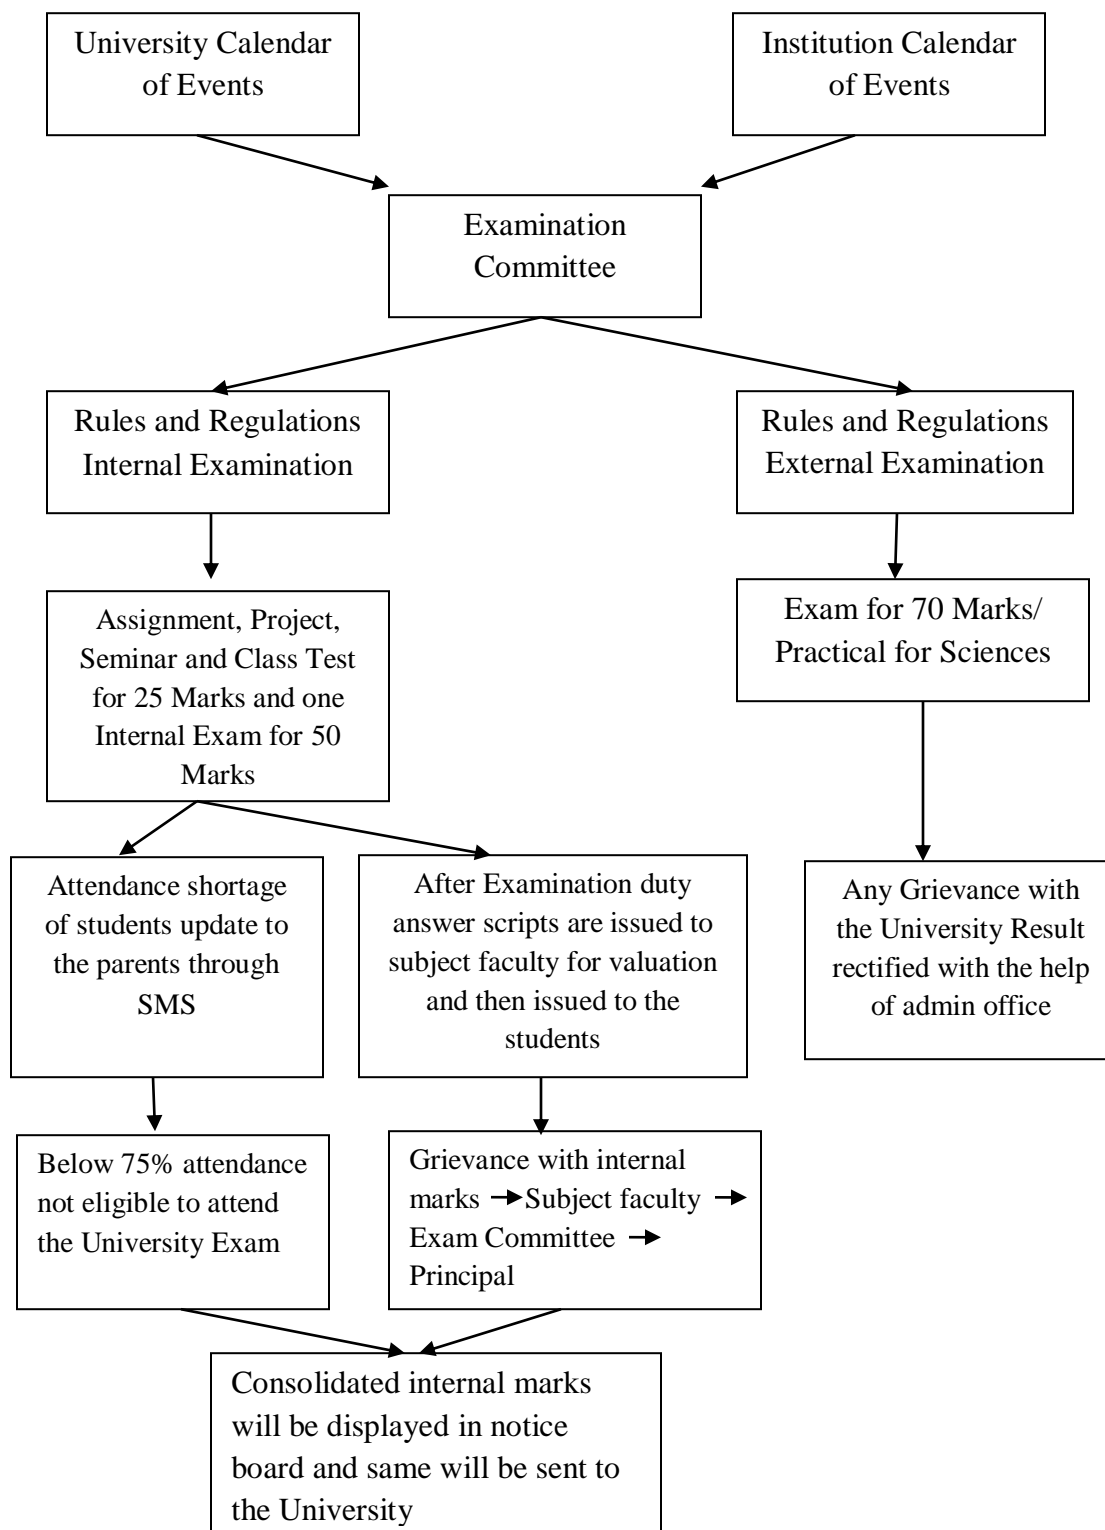 University Calendar
of Events
Institution Calendar
of Events
Examination
Committee
Rules and Regulations
Internal Examination
Rules and Regulations
External Examination
Assignment, Project,
Seminar and Class Test
for 25 Marks and one
Internal Exam for 50
Marks
Exam for 70 Marks/
Practical for Sciences
Attendance shortage
of students update to
the parents through
SMS
After Examination duty
answer scripts are issued to
subject faculty for valuation
and then issued to the
students
Any Grievance with
the University Result
rectified with the help
of admin office
Below 75% attendance
not eligible to attend
the University Exam
Grievance with internal
marks → Subject faculty →
Exam Committee →
Principal
Consolidated internal marks
will be displayed in notice
board and same will be sent to
the University